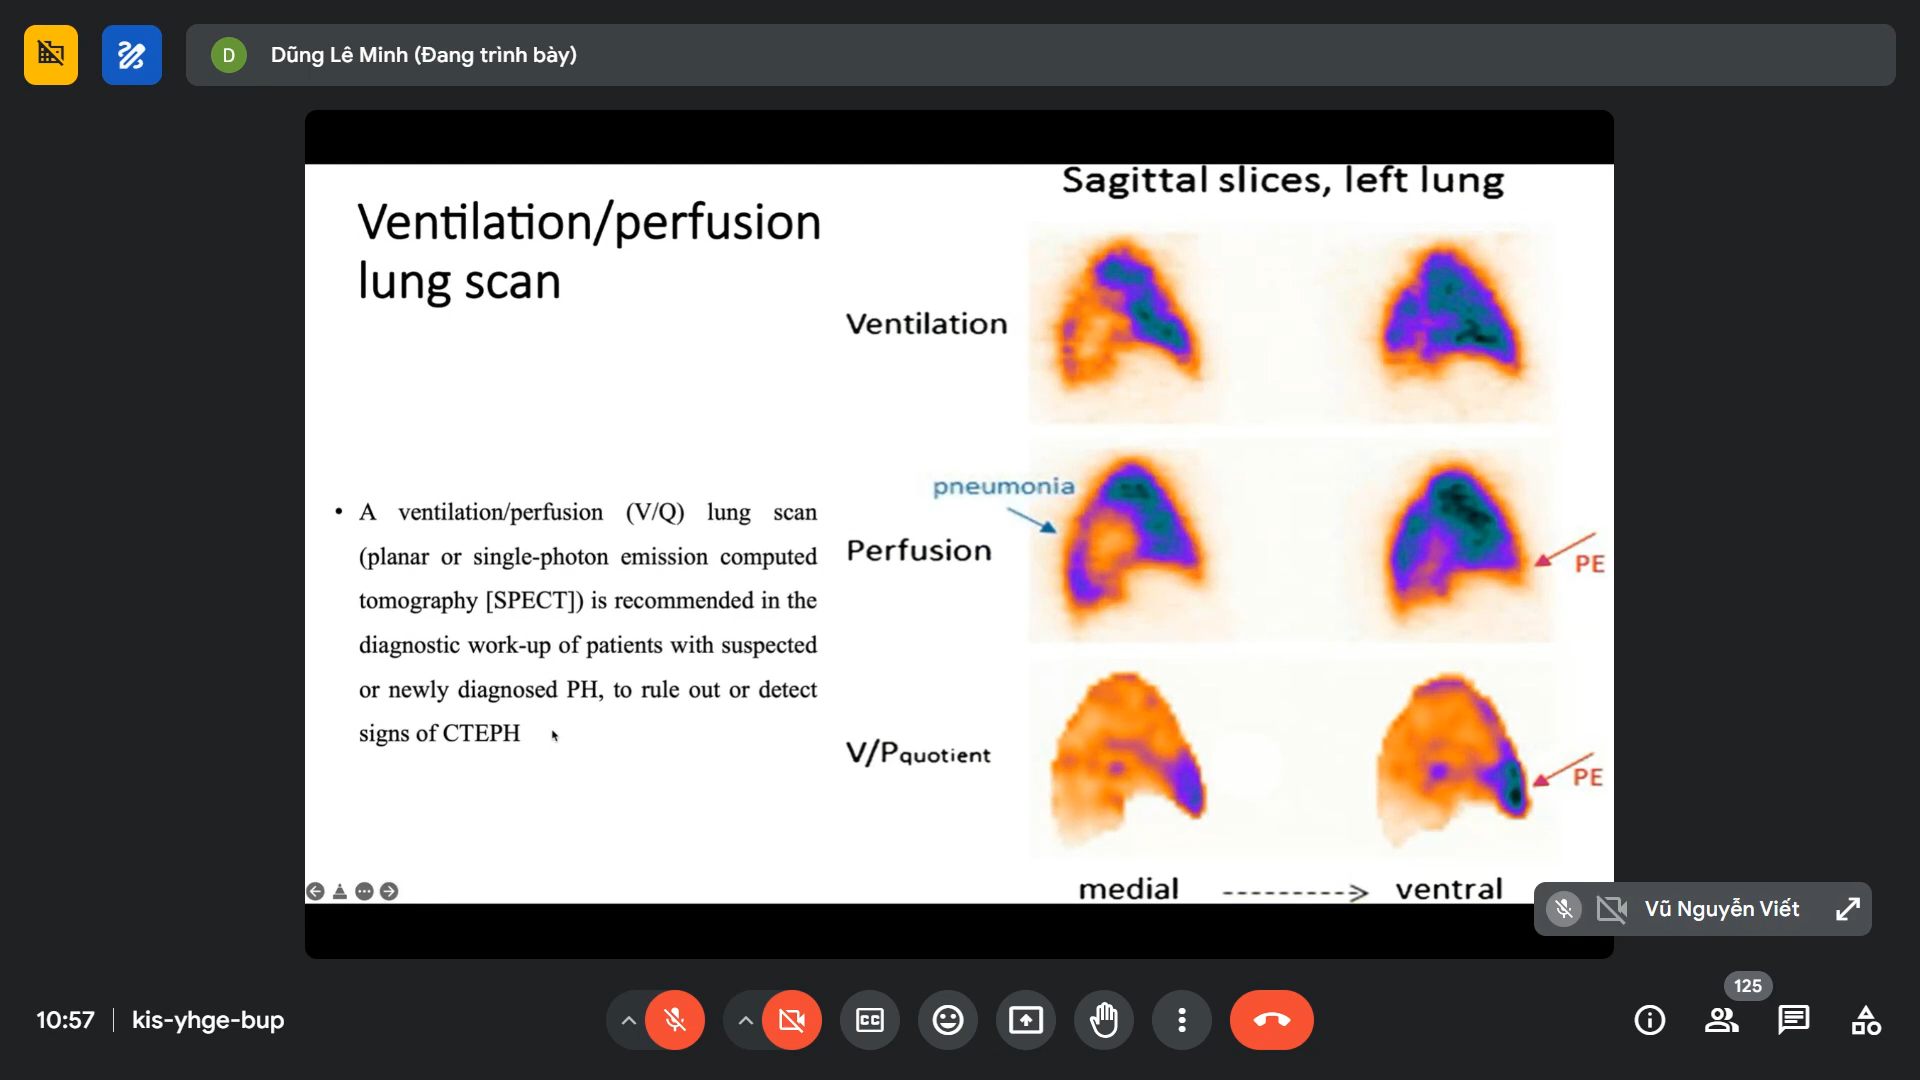 D
Dũng Lê Minh (Đang trình bày)
Ventilation/perfusion
lung scan
• A ventilation/perfusion (V/Q) lung scan
(planar or single-photon emission computed
tomography [SPECT]) is recommended in the
diagnostic work-up of patients with suspected
or newly diagnosed PH, to rule out or detect
signs of CTEPH
Sagittal slices, left lung
Ventilation
pneumonia
Perfusion
PE
V/Pquotient
PE
medial
ventral
Vũ Nguyễn Viết
10:57
kis-yhge-bup
CC
125